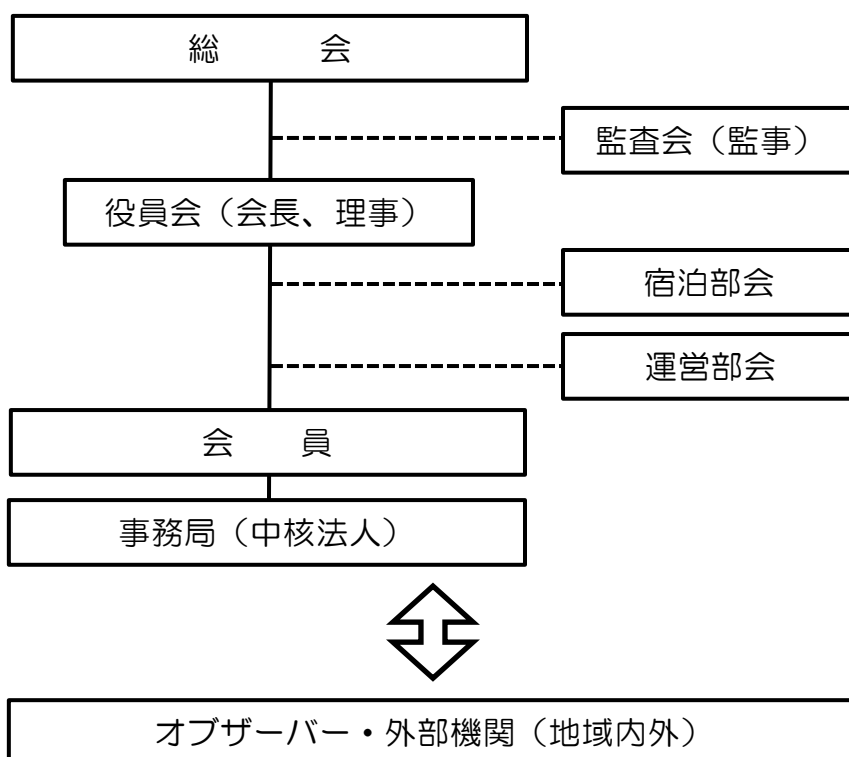 総　　会
監査会（監事）
役員会（会長、理事）
宿泊部会
運営部会
会　　員
事務局（中核法人）
オブザーバー・外部機関（地域内外）